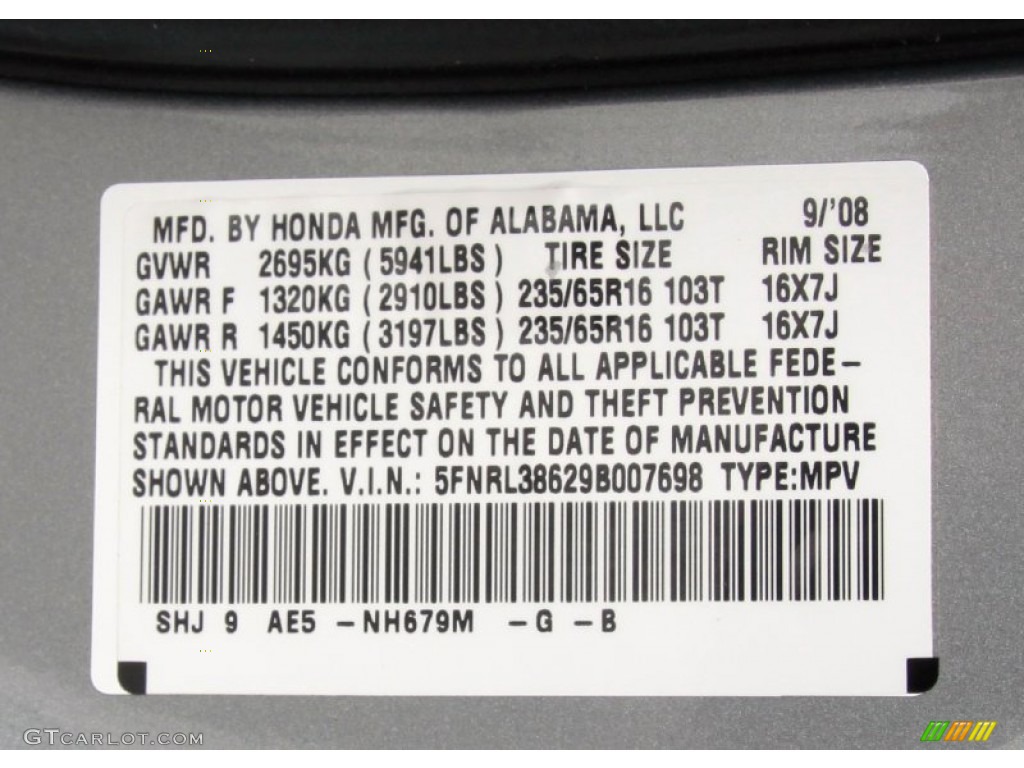 MFD. BY HONDA MFG. OF ALABAMA, LLC 9/'08
GVWR 2695KG (5941LBS) TIRE SIZE RIM SIZE
GAWR F 1320KG (2910LBS) 235/65R16 103T 16X7J
GAWR R 1450KG (3197LBS) 235/65R16 103T 16X7J
THIS VEHICLE CONFORMS TO ALL APPLICABLE FEDE-
RAL MOTOR VEHICLE SAFETY AND THEFT PREVENTION
STANDARDS IN EFFECT ON THE DATE OF MANUFACTURE
SHOWN ABOVE. V.I.N.: 5FNRL38629B007698 TYPE:MPV
SHJ 9 AE5 -NH679M -G -B
GTCARLOT.COM